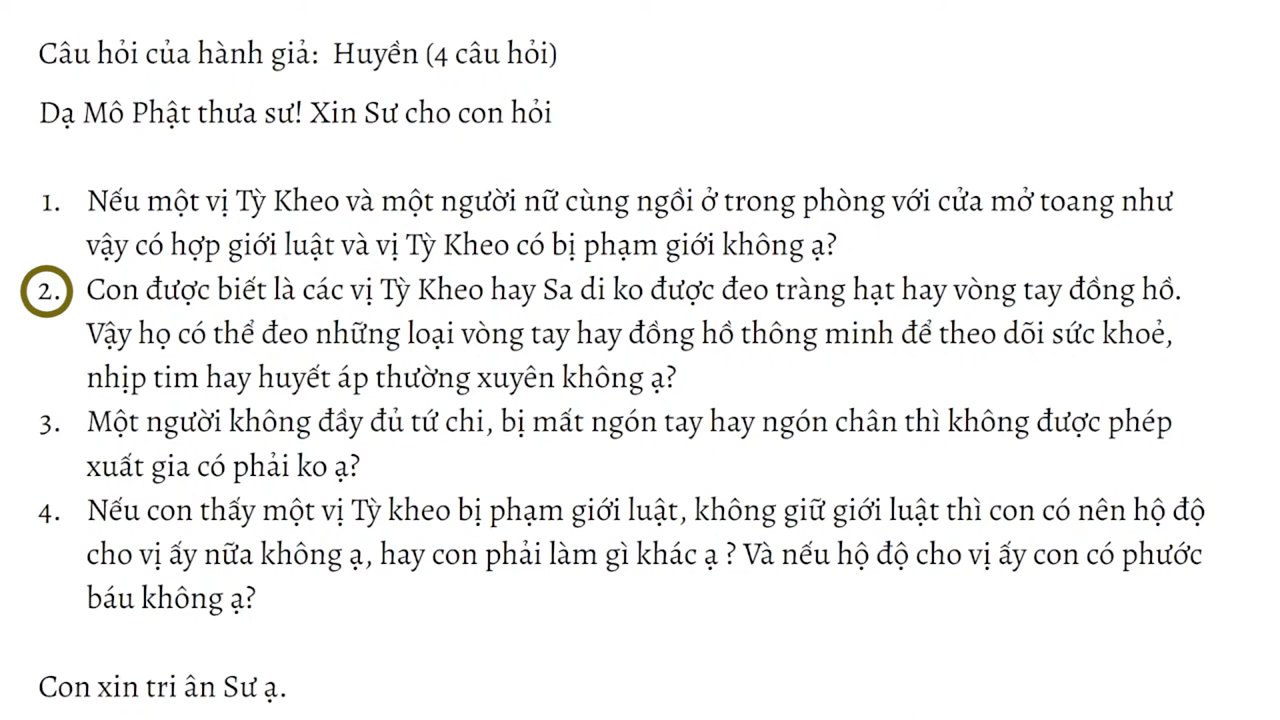 Câu hỏi của hành giả:  Huyền (4 câu hỏi)
Dạ Mô Phật thưa sư! Xin Sư cho con hỏi
1. Nếu một vị Tỳ Kheo và một người nữ cùng ngồi ở trong phòng với cửa mở toang như
vậy có hợp giới luật và vị Tỳ Kheo có bị phạm giới không ạ?
2. Con được biết là các vị Tỳ Kheo hay Sa di ko được đeo tràng hạt hay vòng tay đồng hồ.
Vậy họ có thể đeo những loại vòng tay hay đồng hồ thông minh để theo dõi sức khoẻ,
nhịp tim hay huyết áp thường xuyên không ạ?
3. Một người không đầy đủ tứ chi, bị mất ngón tay hay ngón chân thì không được phép
xuất gia có phải ko ạ?
4. Nếu con thấy một vị Tỳ kheo bị phạm giới luật, không giữ giới luật thì con có nên hộ độ
cho vị ấy nữa không ạ, hay con phải làm gì khác ạ ? Và nếu hộ độ cho vị ấy con có phước
báu không ạ?
Con xin tri ân Sư ạ.